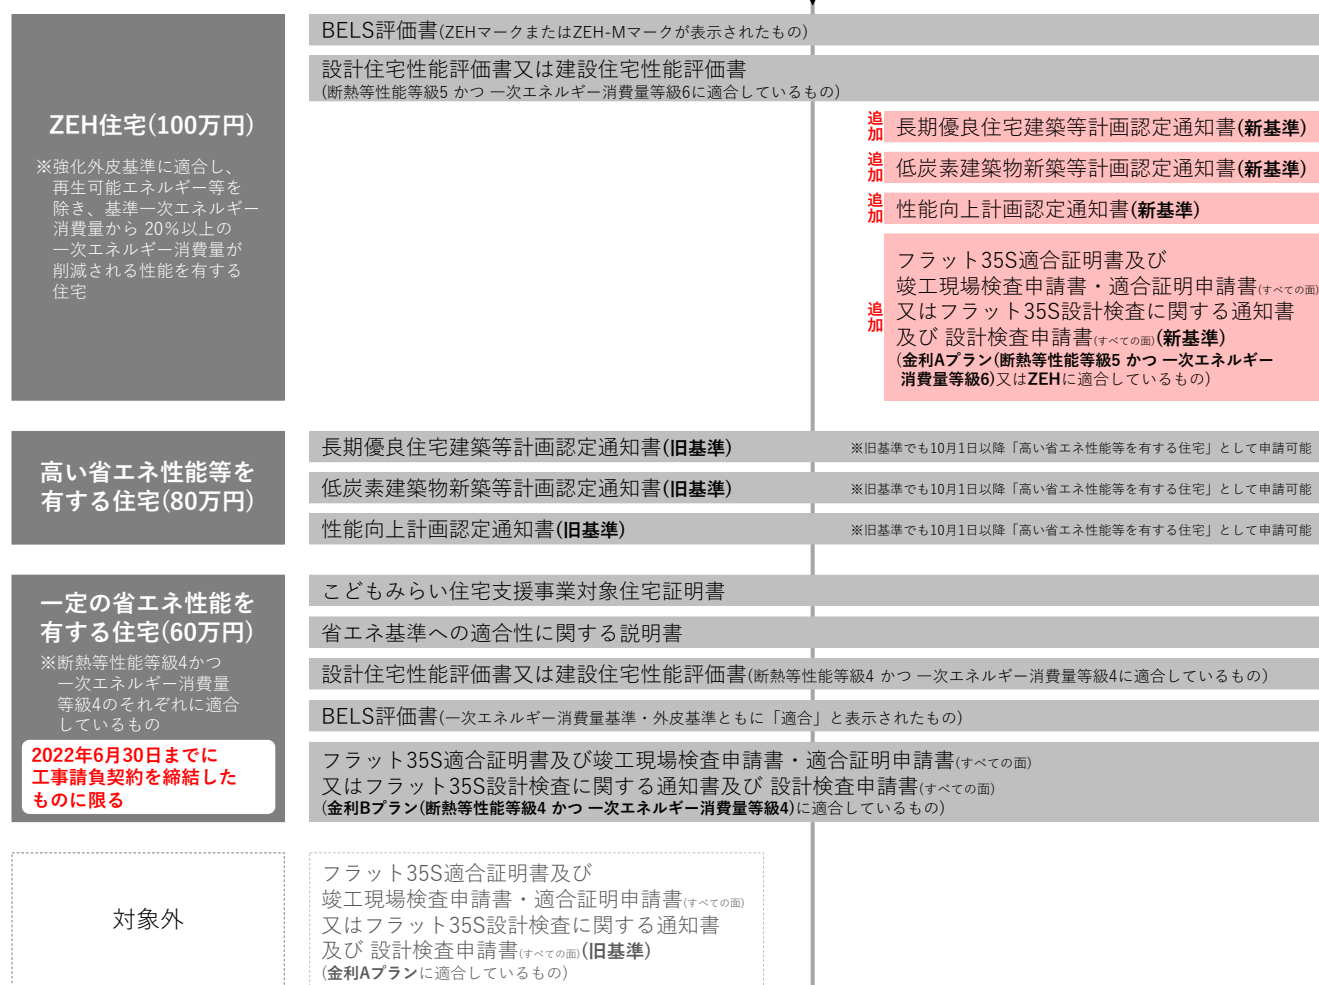 ZEH住宅(100万円)
※強化外皮基準に適合し、
再生可能エネルギー等を
除き、基準一次エネルギー
消費量から 20%以上の
一次エネルギー消費量が
削減される性能を有する
住宅
BELS評価書(ZEHマークまたはZEH-Mマークが表示されたもの)
設計住宅性能評価書又は建設住宅性能評価書
(断熱等性能等級5 かつ 一次エネルギー消費量等級6に適合しているもの)
追加 長期優良住宅建築等計画認定通知書(新基準)
追加 低炭素建築物新築等計画認定通知書(新基準)
追加 性能向上計画認定通知書(新基準)
追加
フラット35S適合証明書及び
竣工現場検査申請書・適合証明申請書(すべての面)
又はフラット35S設計検査に関する通知書
及び 設計検査申請書(すべての面)(新基準)
(金利Aプラン(断熱等性能等級5 かつ 一次エネルギー
消費量等級6)又はZEHに適合しているもの)
高い省エネ性能等を
有する住宅(80万円)
長期優良住宅建築等計画認定通知書(旧基準) ※旧基準でも10月1日以降「高い省エネ性能等を有する住宅」として申請可能
低炭素建築物新築等計画認定通知書(旧基準) ※旧基準でも10月1日以降「高い省エネ性能等を有する住宅」として申請可能
性能向上計画認定通知書(旧基準) ※旧基準でも10月1日以降「高い省エネ性能等を有する住宅」として申請可能
一定の省エネ性能を
有する住宅(60万円)
※断熱等性能等級4かつ
一次エネルギー消費量
等級4のそれぞれに適合
しているもの
2022年6月30日までに
工事請負契約を締結した
ものに限る
こどもみらい住宅支援事業対象住宅証明書
省エネ基準への適合性に関する説明書
設計住宅性能評価書又は建設住宅性能評価書(断熱等性能等級4 かつ 一次エネルギー消費量等級4に適合しているもの)
BELS評価書(一次エネルギー消費量基準・外皮基準ともに「適合」と表示されたもの)
フラット35S適合証明書及び竣工現場検査申請書・適合証明申請書(すべての面)
又はフラット35S設計検査に関する通知書及び 設計検査申請書(すべての面)
(金利Bプラン(断熱等性能等級4 かつ 一次エネルギー消費量等級4)に適合しているもの)
対象外
フラット35S適合証明書及び
竣工現場検査申請書・適合証明申請書(すべての面)
又はフラット35S設計検査に関する通知書
及び 設計検査申請書(すべての面)(旧基準)
(金利Aプランに適合しているもの)